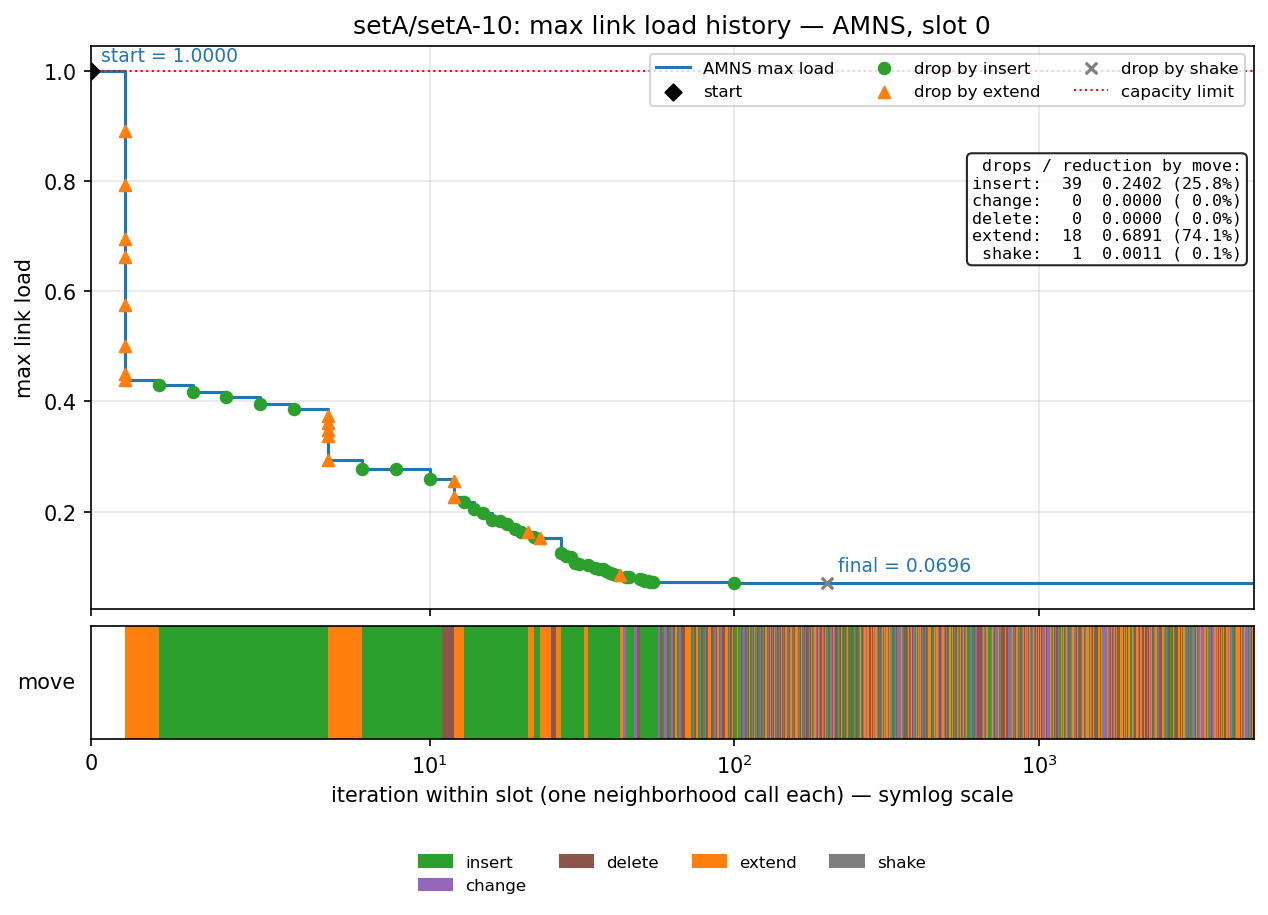 setA/setA-10: max link load history — AMNS, slot 0
start = 1.0000
AMNS max load
start
drop by insert
drop by extend
drop by shake
capacity limit
drops / reduction by move:
insert: 39 0.2402 (25.8%)
change: 0 0.0000 ( 0.0%)
delete: 0 0.0000 ( 0.0%)
extend: 18 0.6891 (74.1%)
shake: 1 0.0011 ( 0.1%)
max link load
1.0
0.8
0.6
0.4
0.2
final = 0.0696
move
0
10¹
10²
10³
iteration within slot (one neighborhood call each) — symlog scale
insert
change
delete
extend
shake